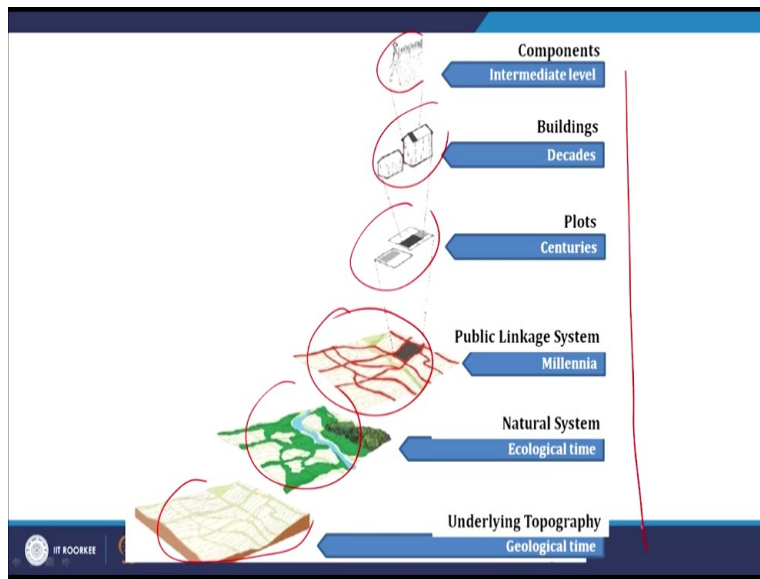 Components
Intermediate level
Buildings
Decades
Plots
Centuries
Public Linkage System
Millennia
Natural System
Ecological time
Underlying Topography
Geological time
IIT ROORKEE